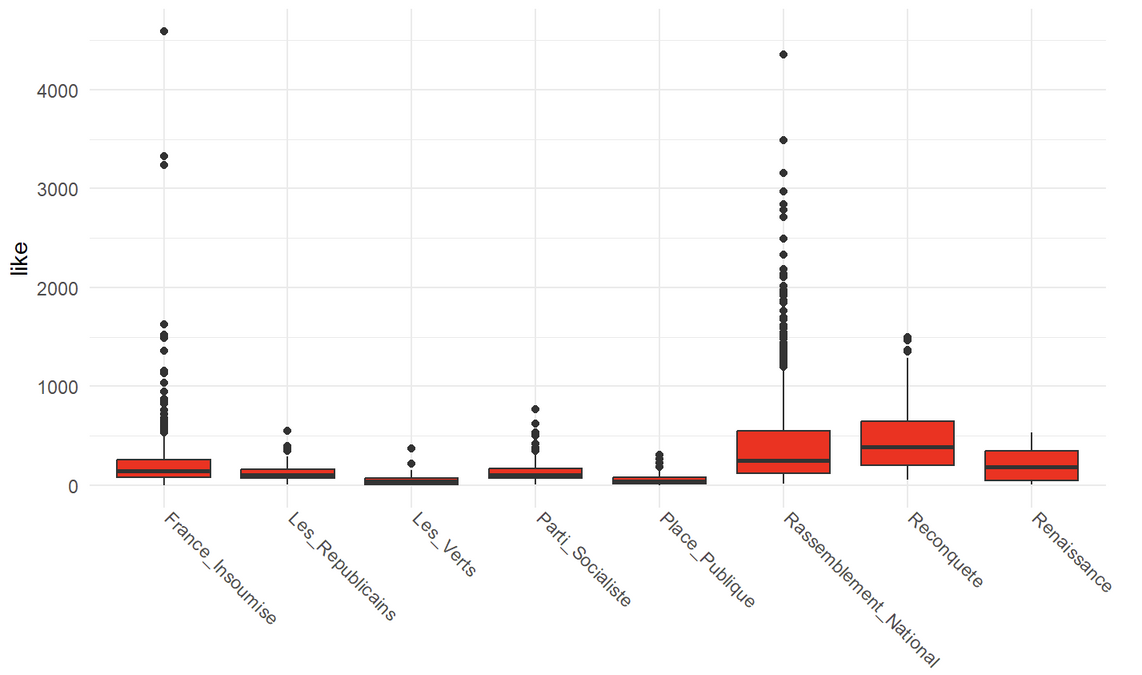 like
4000
3000
2000
1000
0
France_Insoumise
Les_Republicains
Les_Verts
Parti_Socialiste
Place_Publique
Rassemblement_National
Reconquete
Renaissance